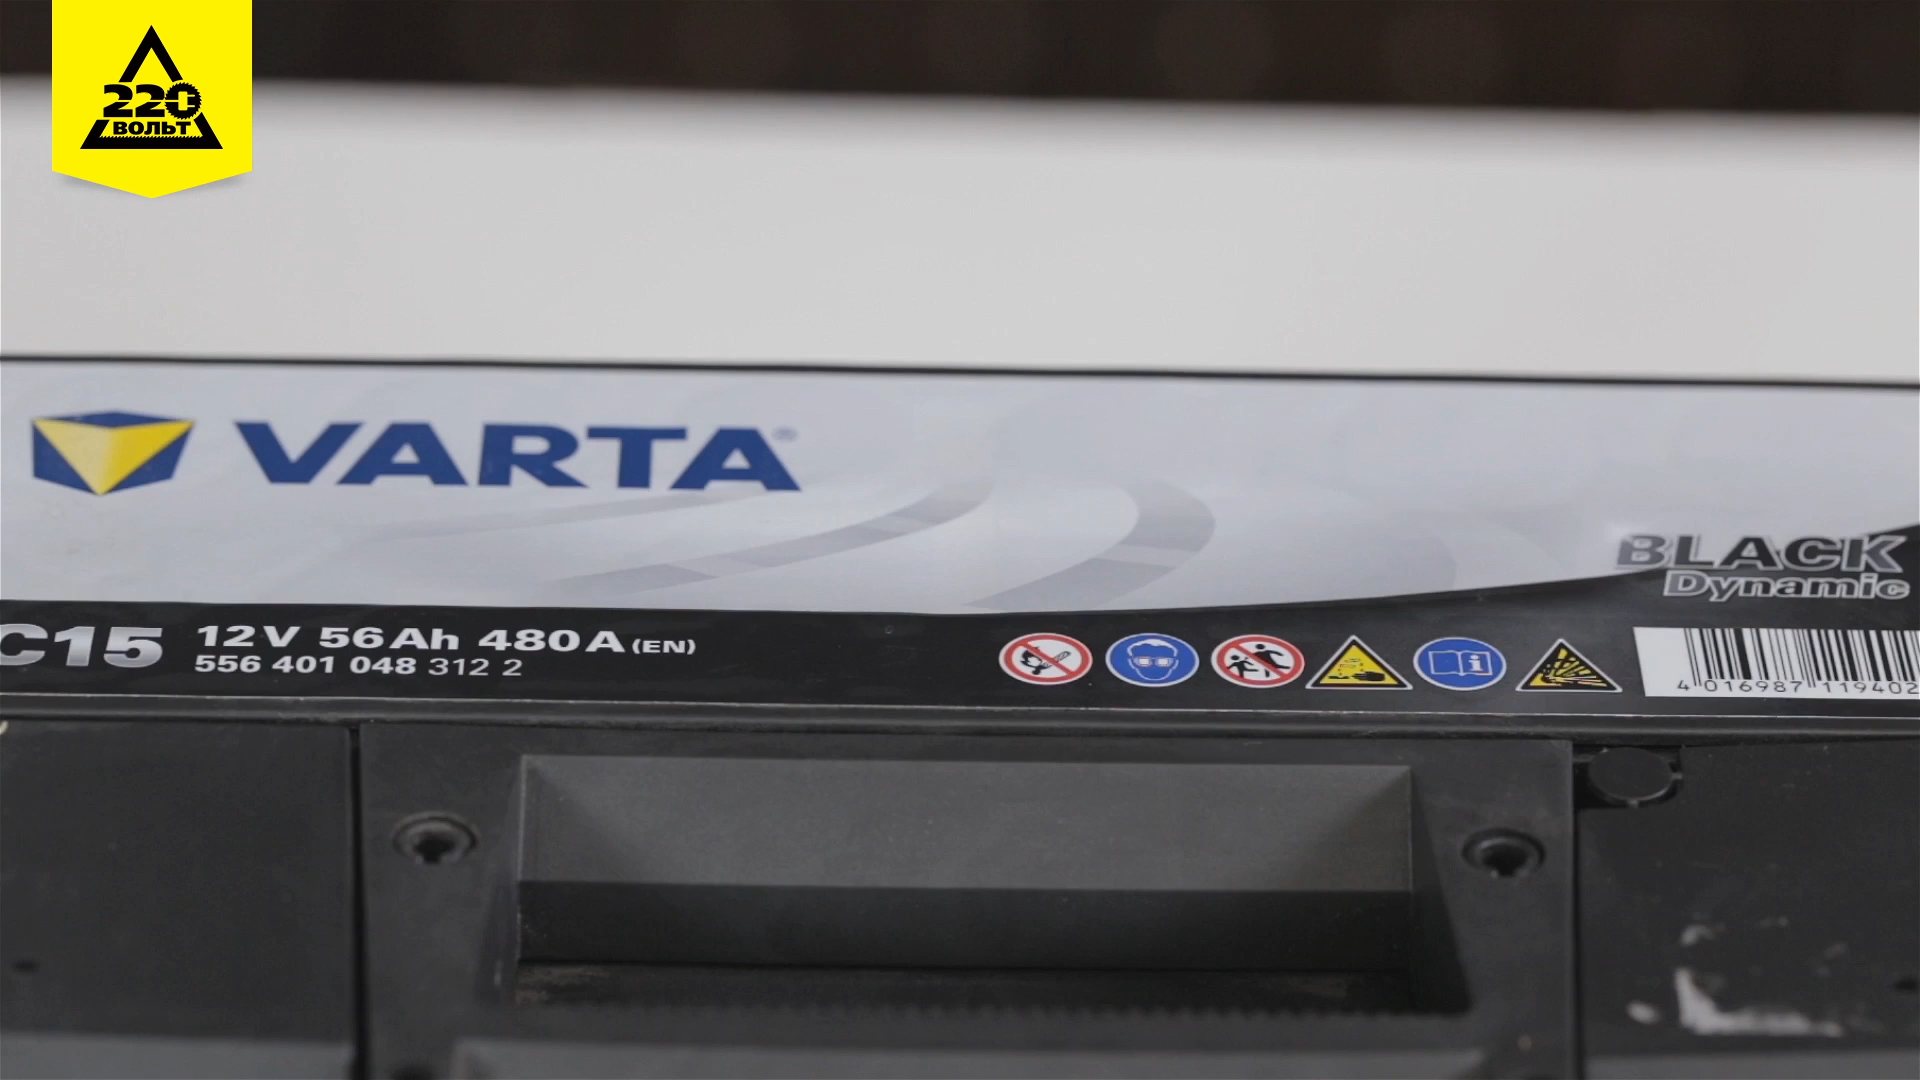 220
ВОЛЬТ
VARTA®
BLACK
Dynamic
C15
12V 56Ah 480A (EN)
556 401 048 312 2
4 016987 119402